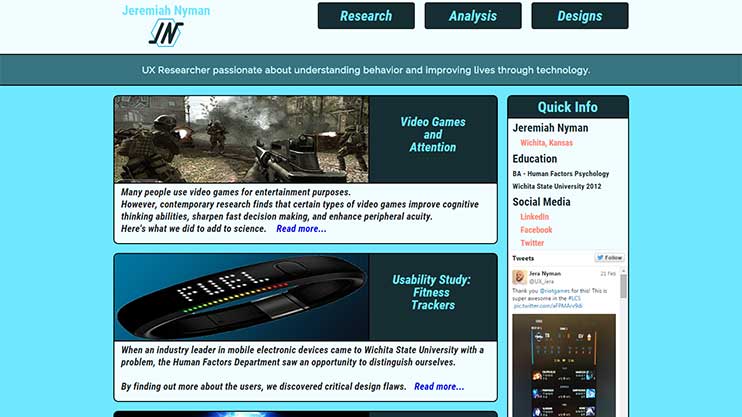 Jeremiah Nyman
JN
Research
Analysis
Designs
UX Researcher passionate about understanding behavior and improving lives through technology.
Video Games
and
Attention
Many people use video games for entertainment purposes.
However, contemporary research finds that certain types of video games improve cognitive
thinking abilities, sharpen fast decision making, and enhance peripheral acuity.
Here's what we did to add to science. Read more...
FUEL
Usability Study:
Fitness
Trackers
When an industry leader in mobile electronic devices came to Wichita State University with a
problem, the Human Factors Department saw an opportunity to distinguish ourselves.
By finding out more about the users, we discovered critical design flaws. Read more...
Quick Info
Jeremiah Nyman
Wichita, Kansas
Education
BA - Human Factors Psychology
Wichita State University 2012
Social Media
LinkedIn
Facebook
Twitter
Tweets
Follow
Jera Nyman
21 Feb
@UX_Jera
Thank you @riotgames for this! This is
super awesome in the #LCS